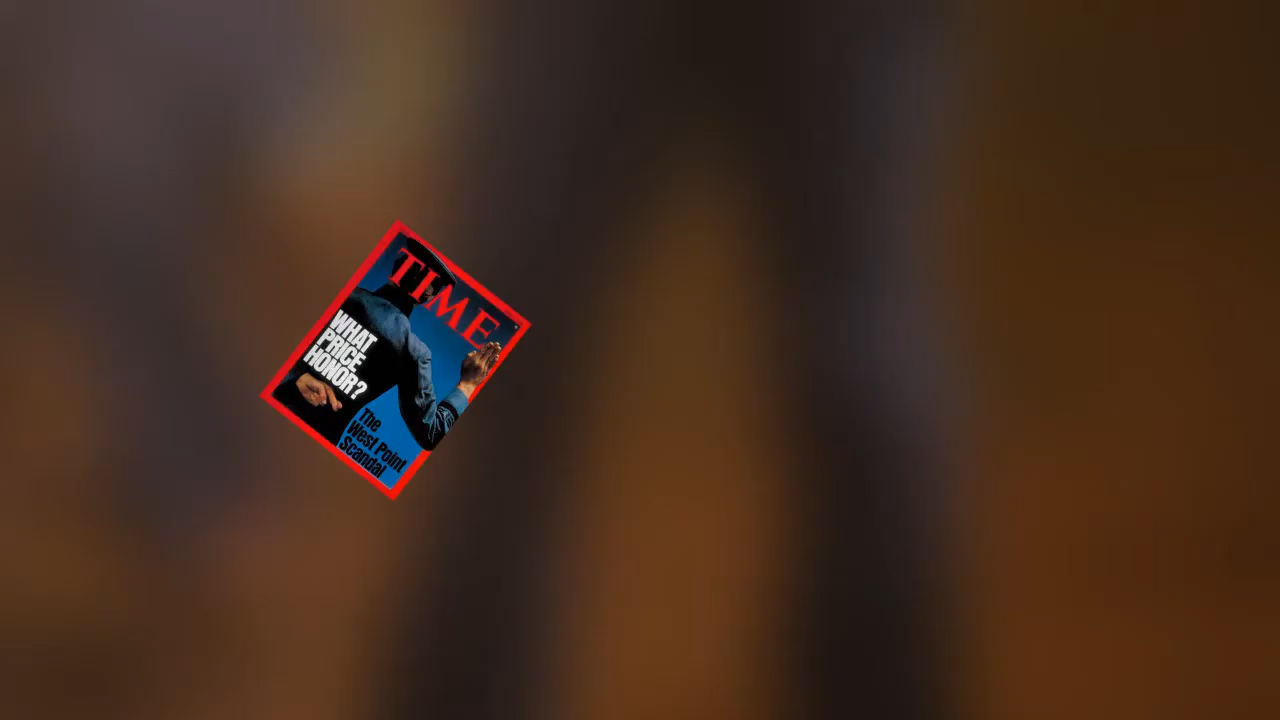 TIME
WHAT
PRICE
HONOR?
The
West Point
Scandal